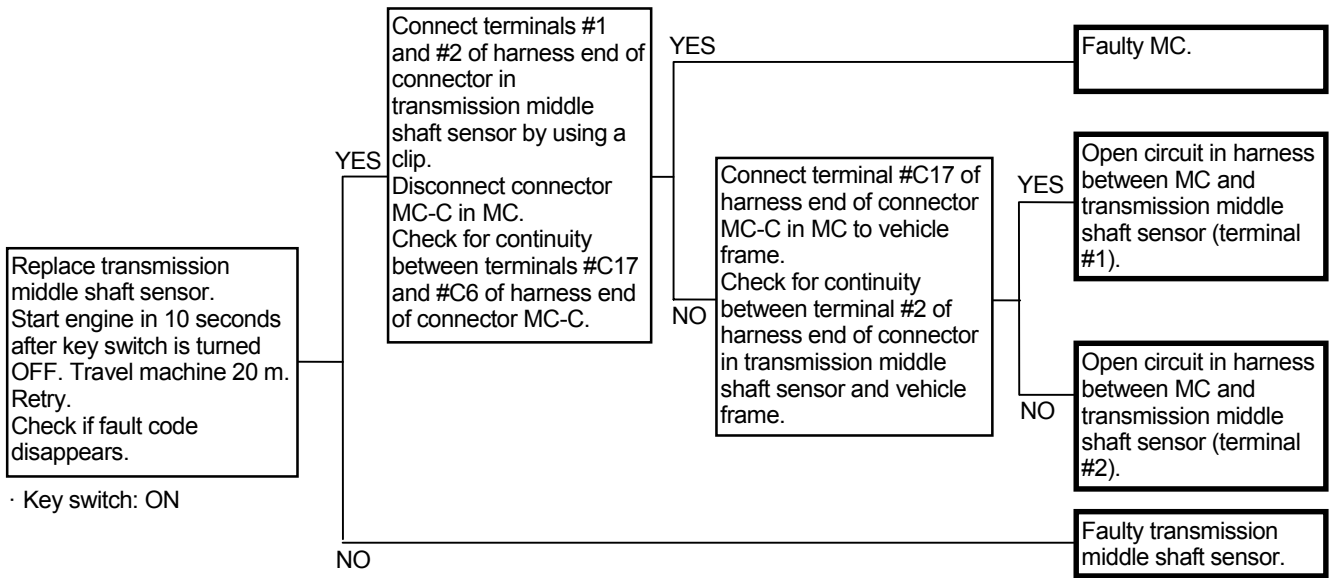 Replace transmission
middle shaft sensor.
Start engine in 10 seconds
after key switch is turned
OFF. Travel machine 20 m.
Retry.
Check if fault code
disappears.
· Key switch: ON
YES
NO
Connect terminals #1
and #2 of harness end of
connector in
transmission middle
shaft sensor by using a
clip.
Disconnect connector
MC-C in MC.
Check for continuity
between terminals #C17
and #C6 of harness end
of connector MC-C.
YES
NO
Connect terminal #C17 of
harness end of connector
MC-C in MC to vehicle
frame.
Check for continuity
between terminal #2 of
harness end of connector
in transmission middle
shaft sensor and vehicle
frame.
YES
NO
Faulty MC.
Open circuit in harness
between MC and
transmission middle
shaft sensor (terminal
#1).
Open circuit in harness
between MC and
transmission middle
shaft sensor (terminal
#2).
Faulty transmission
middle shaft sensor.